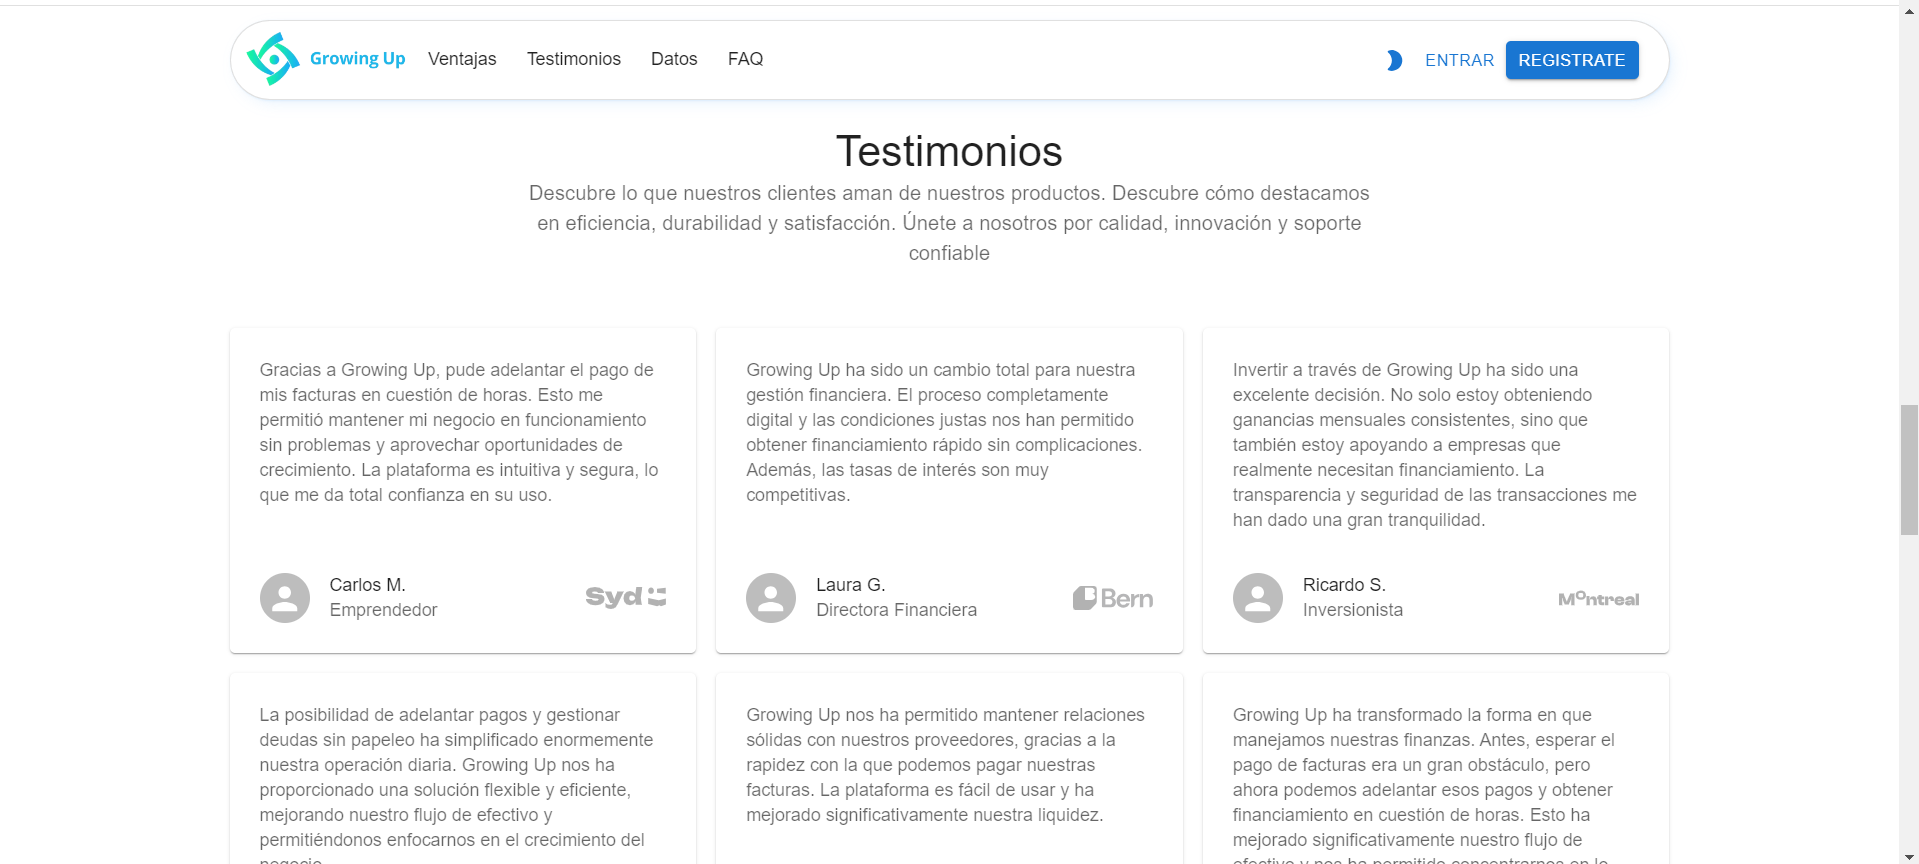 Growing Up Ventajas Testimonios Datos FAQ ENTRAR REGISTRATE
Testimonios
Descubre lo que nuestros clientes aman de nuestros productos. Descubre cómo destacamos
en eficiencia, durabilidad y satisfacción. Únete a nosotros por calidad, innovación y soporte
confiable
Gracias a Growing Up, pude adelantar el pago de
mis facturas en cuestión de horas. Esto me
permitió mantener mi negocio en funcionamiento
sin problemas y aprovechar oportunidades de
crecimiento. La plataforma es intuitiva y segura, lo
que me da total confianza en su uso.
Carlos M.
Emprendedor
Syd
Growing Up ha sido un cambio total para nuestra
gestión financiera. El proceso completamente
digital y las condiciones justas nos han permitido
obtener financiamiento rápido sin complicaciones.
Además, las tasas de interés son muy
competitivas.
Laura G.
Directora Financiera
Bern
Invertir a través de Growing Up ha sido una
excelente decisión. No solo estoy obteniendo
ganancias mensuales consistentes, sino que
también estoy apoyando a empresas que
realmente necesitan financiamiento. La
transparencia y seguridad de las transacciones me
han dado una gran tranquilidad.
Ricardo S.
Inversionista
Montreal
La posibilidad de adelantar pagos y gestionar
deudas sin papeleo ha simplificado enormemente
nuestra operación diaria. Growing Up nos ha
proporcionado una solución flexible y eficiente,
mejorando nuestro flujo de efectivo y
permitiéndonos enfocarnos en el crecimiento del
negocio.
Growing Up nos ha permitido mantener relaciones
sólidas con nuestros proveedores, gracias a la
rapidez con la que podemos pagar nuestras
facturas. La plataforma es fácil de usar y ha
mejorado significativamente nuestra liquidez.
Growing Up ha transformado la forma en que
manejamos nuestras finanzas. Antes, esperar el
pago de facturas era un gran obstáculo, pero
ahora podemos adelantar esos pagos y obtener
financiamiento en cuestión de horas. Esto ha
mejorado significativamente nuestro flujo de
efectivo y nos ha permitido concentrarnos en lo